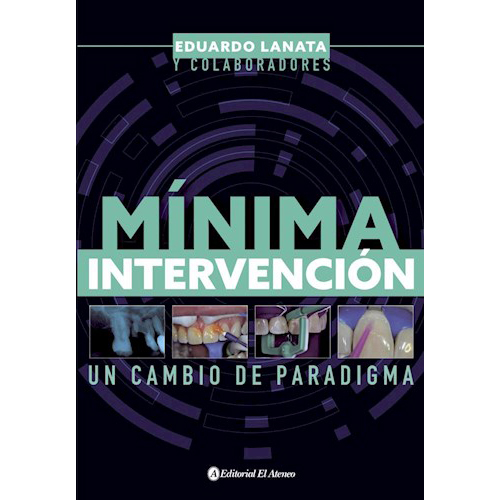 EDUARDO LANATA
Y COLABORADORES
MÍNIMA
INTERVENCIÓN
UN CAMBIO DE PARADIGMA
A Editorial El Ateneo